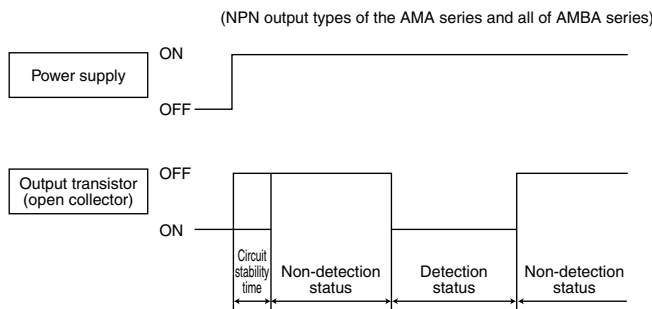 (NPN output types of the AMA series and all of AMBA series)
ON
Power supply
OFF
OFF
Output transistor
(open collector)
ON
Circuit
stability
time
Non-detection
status
Detection
status
Non-detection
status